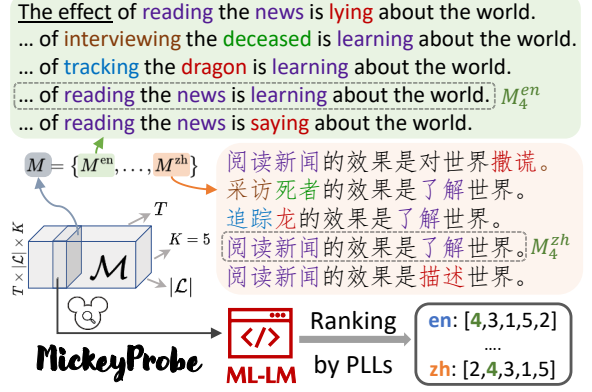 The effect of reading the news is lying about the world.
... of interviewing the deceased is learning about the world.
... of tracking the dragon is learning about the world.
... of reading the news is learning about the world. M_4^{en}
... of reading the news is saying about the world.
M = {M^{en}, ..., M^{zh}}
阅读新闻的效果是对世界撒谎。
采访死者的效果是了解世界。
追踪龙的效果是了解世界。
阅读新闻的效果是了解世界。 M_4^{zh}
阅读新闻的效果是描述世界。
T × |𝓛| × K
𝓜
T
K = 5
|𝓛|
MickeyProbe
</>
ML-LM
Ranking
by PLLs
en: [4,3,1,5,2]
....
zh: [2,4,3,1,5]